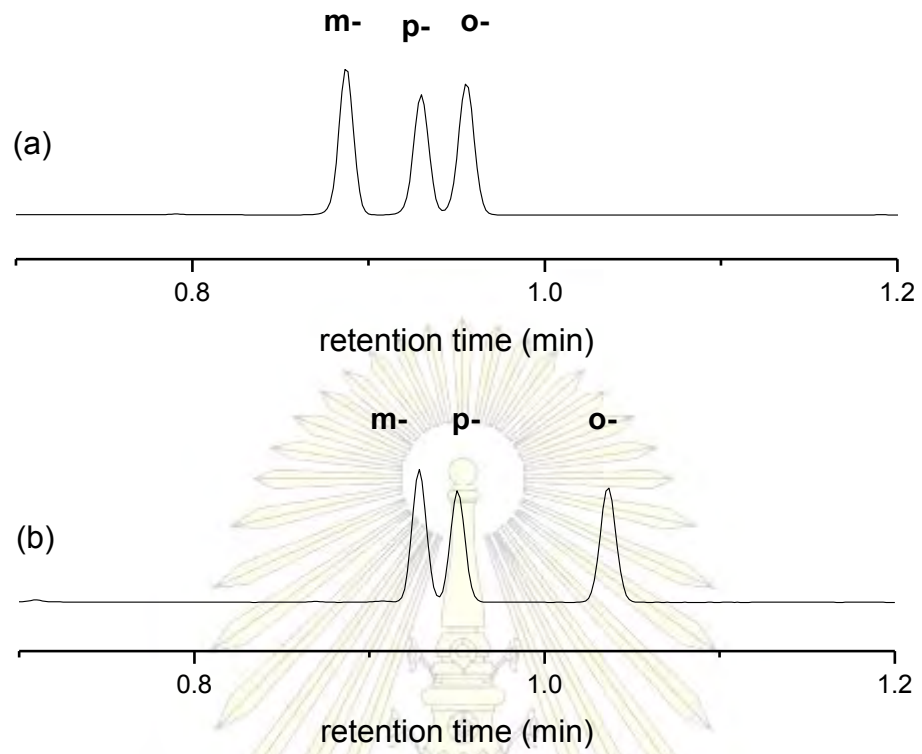 m- p- o-
(a)
0.8 1.0 1.2
retention time (min)
m- p- o-
(b)
0.8 1.0 1.2
retention time (min)